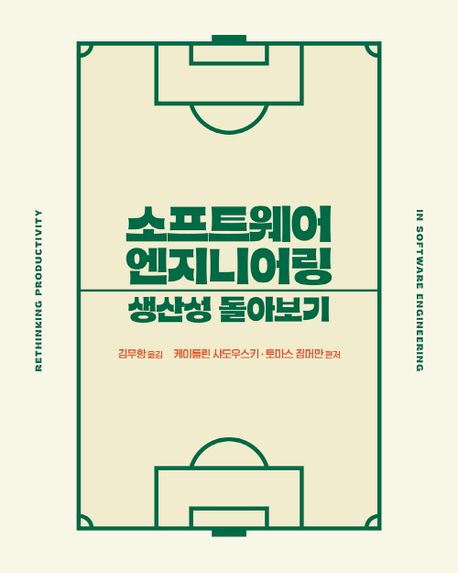 소프트웨어
엔지니어링
생산성 돌아보기
김무항 옮김 케이틀린 샤도우스키 · 토마스 짐머만 편저
RETHINKING PRODUCTIVITY
IN SOFTWARE ENGINEERING